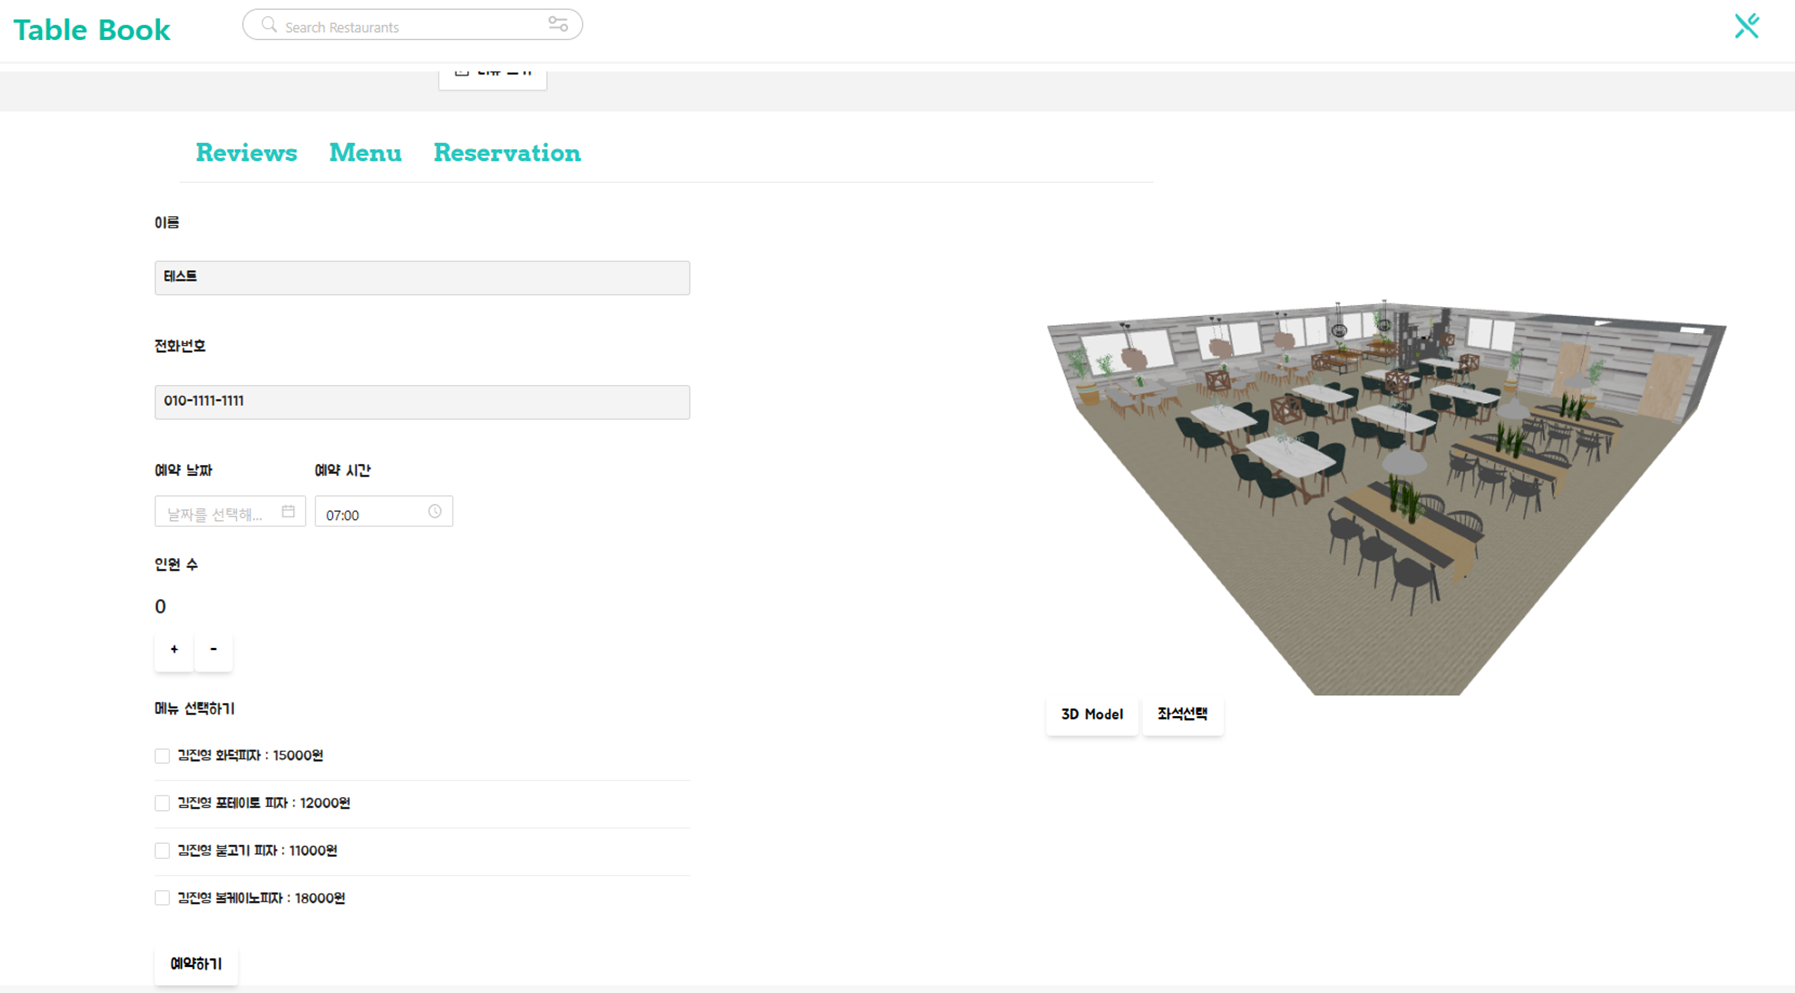 Table Book
Search Restaurants
Reviews Menu Reservation
이름
테스트
전화번호
010-1111-1111
예약 날짜 예약 시간
날짜를 선택해... 07:00
인원 수
0
+ -
메뉴 선택하기
김진영 화덕피자 : 15000원
김진영 포테이토 피자 : 12000원
김진영 불고기 피자 : 11000원
김진영 볼케이노피자 : 18000원
예약하기
3D Model 좌석선택